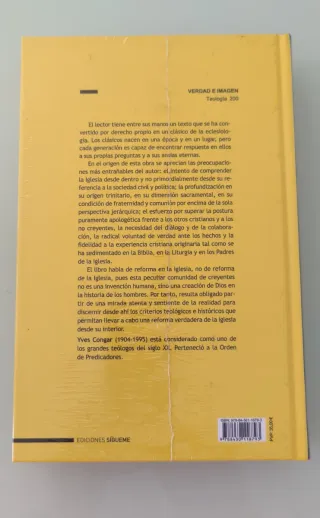 VERDAD E IMAGEN
Teología 200
El lector tiene entre sus manos un texto que se ha con-
vertido por derecho propio en un clásico de la eclesiolo-
gía. Los clásicos nacen en una época y en un lugar, pero
cada generación es capaz de encontrar respuesta en ellos
a sus propias preguntas y a sus ansias eternas.
En el origen de esta obra se aprecian las preocupacio-
nes más entrañables del autor: el intento de comprender
la Iglesia desde dentro y no primordialmente desde su re-
ferencia a la sociedad civil y política; la profundización en
su origen trinitario, en su dimensión sacramental, en su
condición de fraternidad y comunión por encima de la sola
perspectiva jerárquica; el esfuerzo por superar la postura
puramente apologética frente a los otros cristianos y a los
no creyentes, la necesidad del diálogo y de la colabora-
ción, la radical voluntad de verdad ante los hechos y la
fidelidad a la experiencia cristiana originaria tal como se
ha sedimentado en la Biblia, en la Liturgia y en los Padres
de la Iglesia.
El libro habla de reforma en la Iglesia, no de reforma
de la Iglesia, pues esta peculiar comunidad de creyentes
no es una invención humana, sino una creación de Dios en
la historia de los hombres. Por tanto, resulta obligado par-
tir de una mirada atenta y sentiente de la realidad para
discernir desde ahí los criterios teológicos e históricos que
permitan llevar a cabo una reforma verdadera de la Iglesia
desde su interior.
Yves Congar (1904-1995) está considerado como uno de
los grandes teólogos del siglo XX. Perteneció a la Orden
de Predicadores.
EDICIONES SÍGUEME